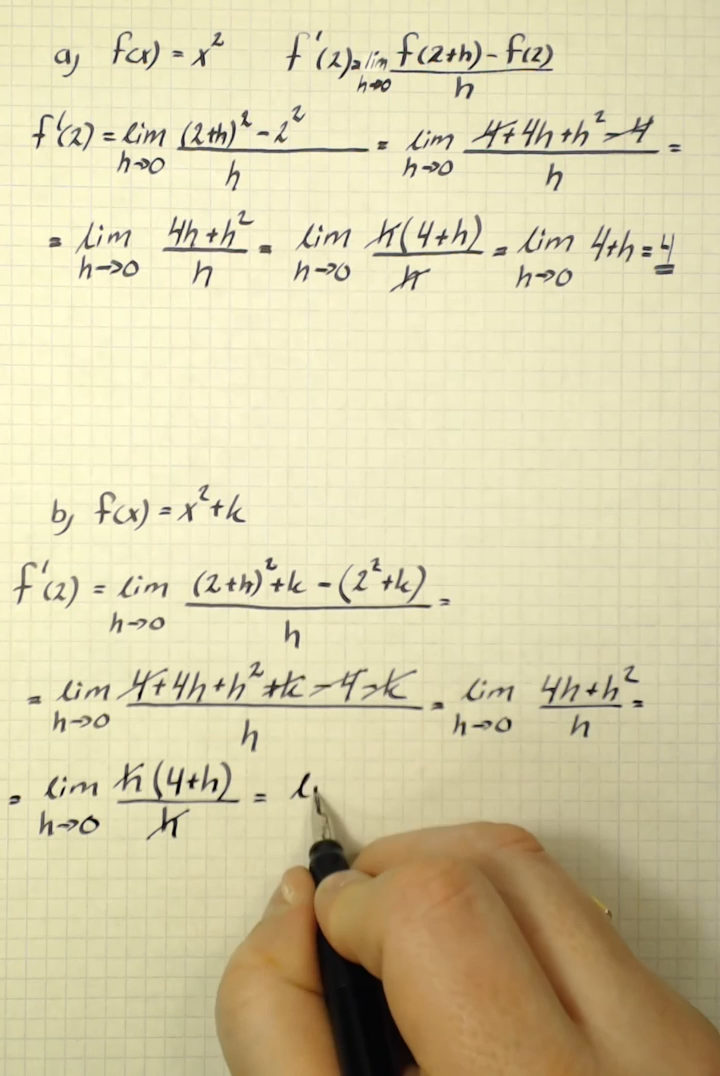 a) f(x) = x² f'(2) = lim h→0 f(2+h) - f(2) / h
f'(2) = lim h→0 (2+h)² - 2² / h = lim h→0 4+4h+h²-4 / h =
= lim h→0 4h+h² / h = lim h→0 h(4+h) / h = lim h→0 4+h = 4
b) f(x) = x²+k
f'(2) = lim h→0 (2+h)²+k - (2²+k) / h =
= lim h→0 4+4h+h²+k-4-k / h = lim h→0 4h+h² / h =
= lim h→0 h(4+h) / h = li